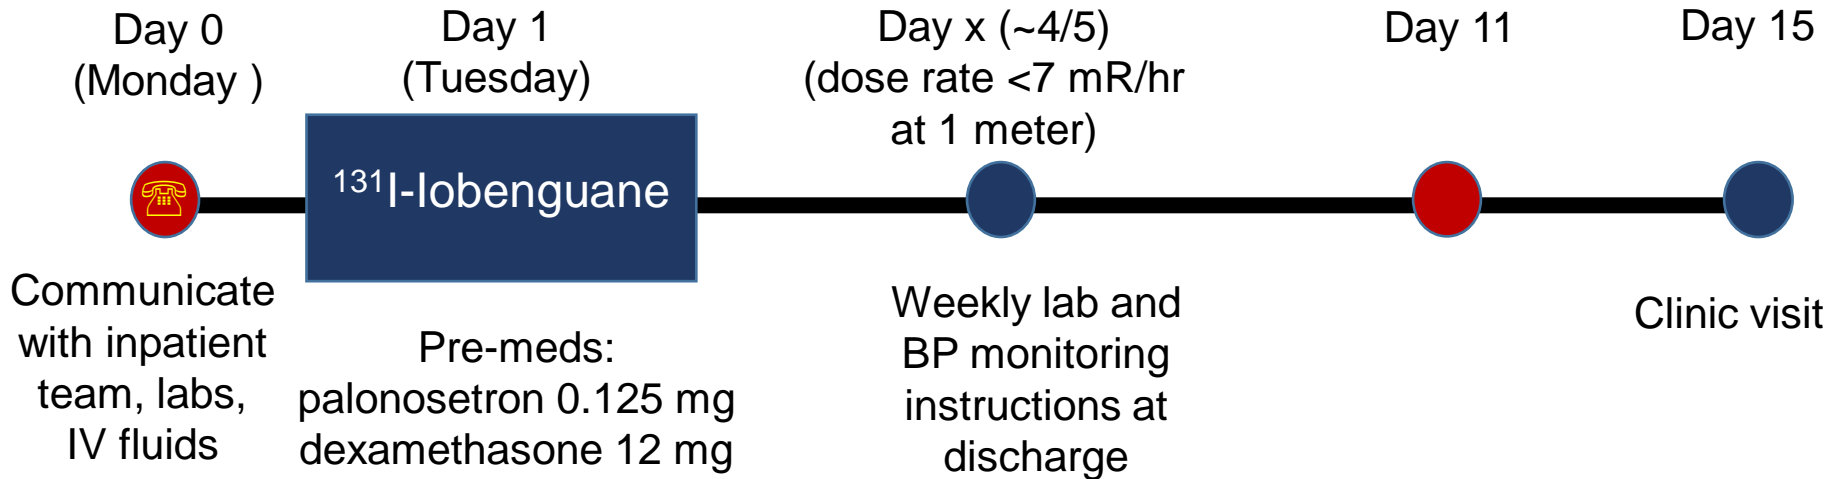 Day 0
(Monday )
Day 1
(Tuesday)
Day x (~4/5)
(dose rate <7 mR/hr
at 1 meter)
Day 11
Day 15
¹³¹I-Iobenguane
Communicate
with inpatient
team, labs,
IV fluids
Pre-meds:
palonosetron 0.125 mg
dexamethasone 12 mg
Weekly lab and
BP monitoring
instructions at
discharge
Clinic visit